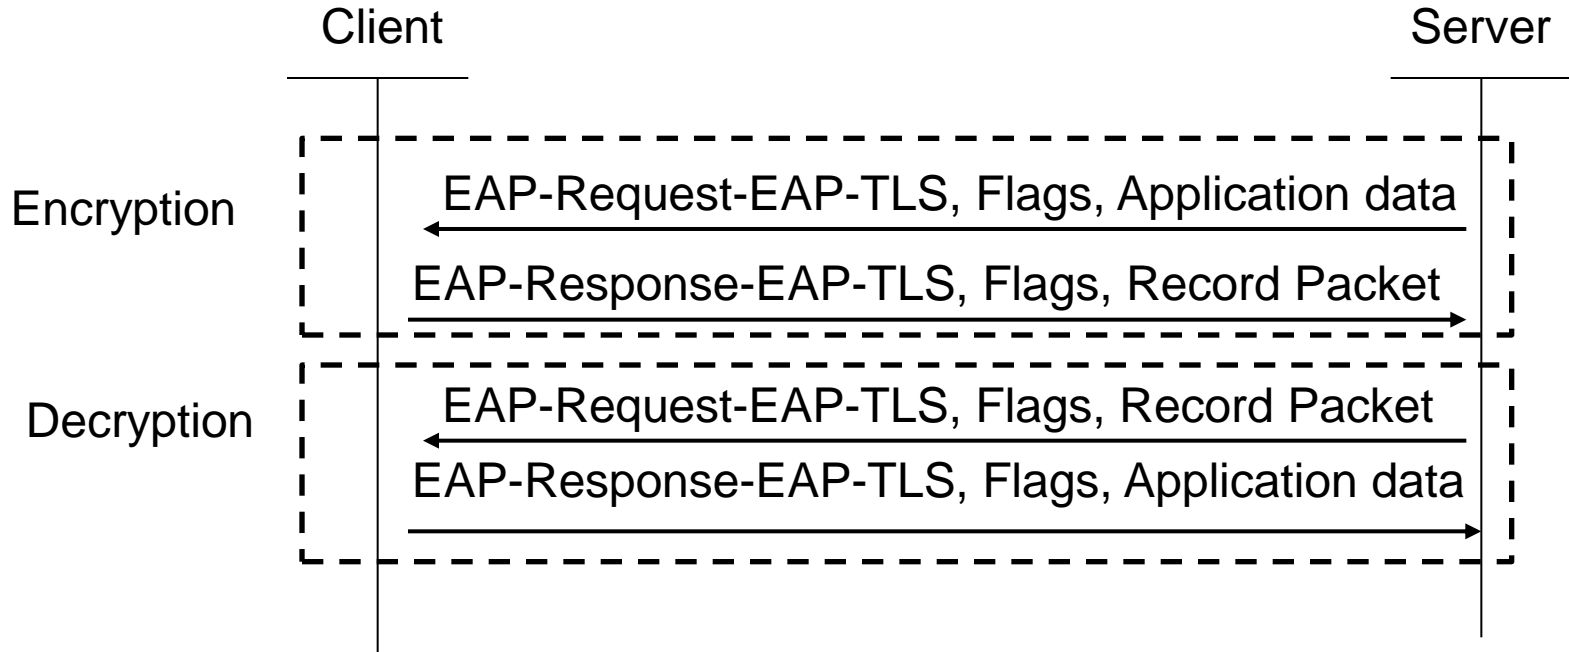 Client
Server
Encryption
EAP-Request-EAP-TLS, Flags, Application data
EAP-Response-EAP-TLS, Flags, Record Packet
Decryption
EAP-Request-EAP-TLS, Flags, Record Packet
EAP-Response-EAP-TLS, Flags, Application data